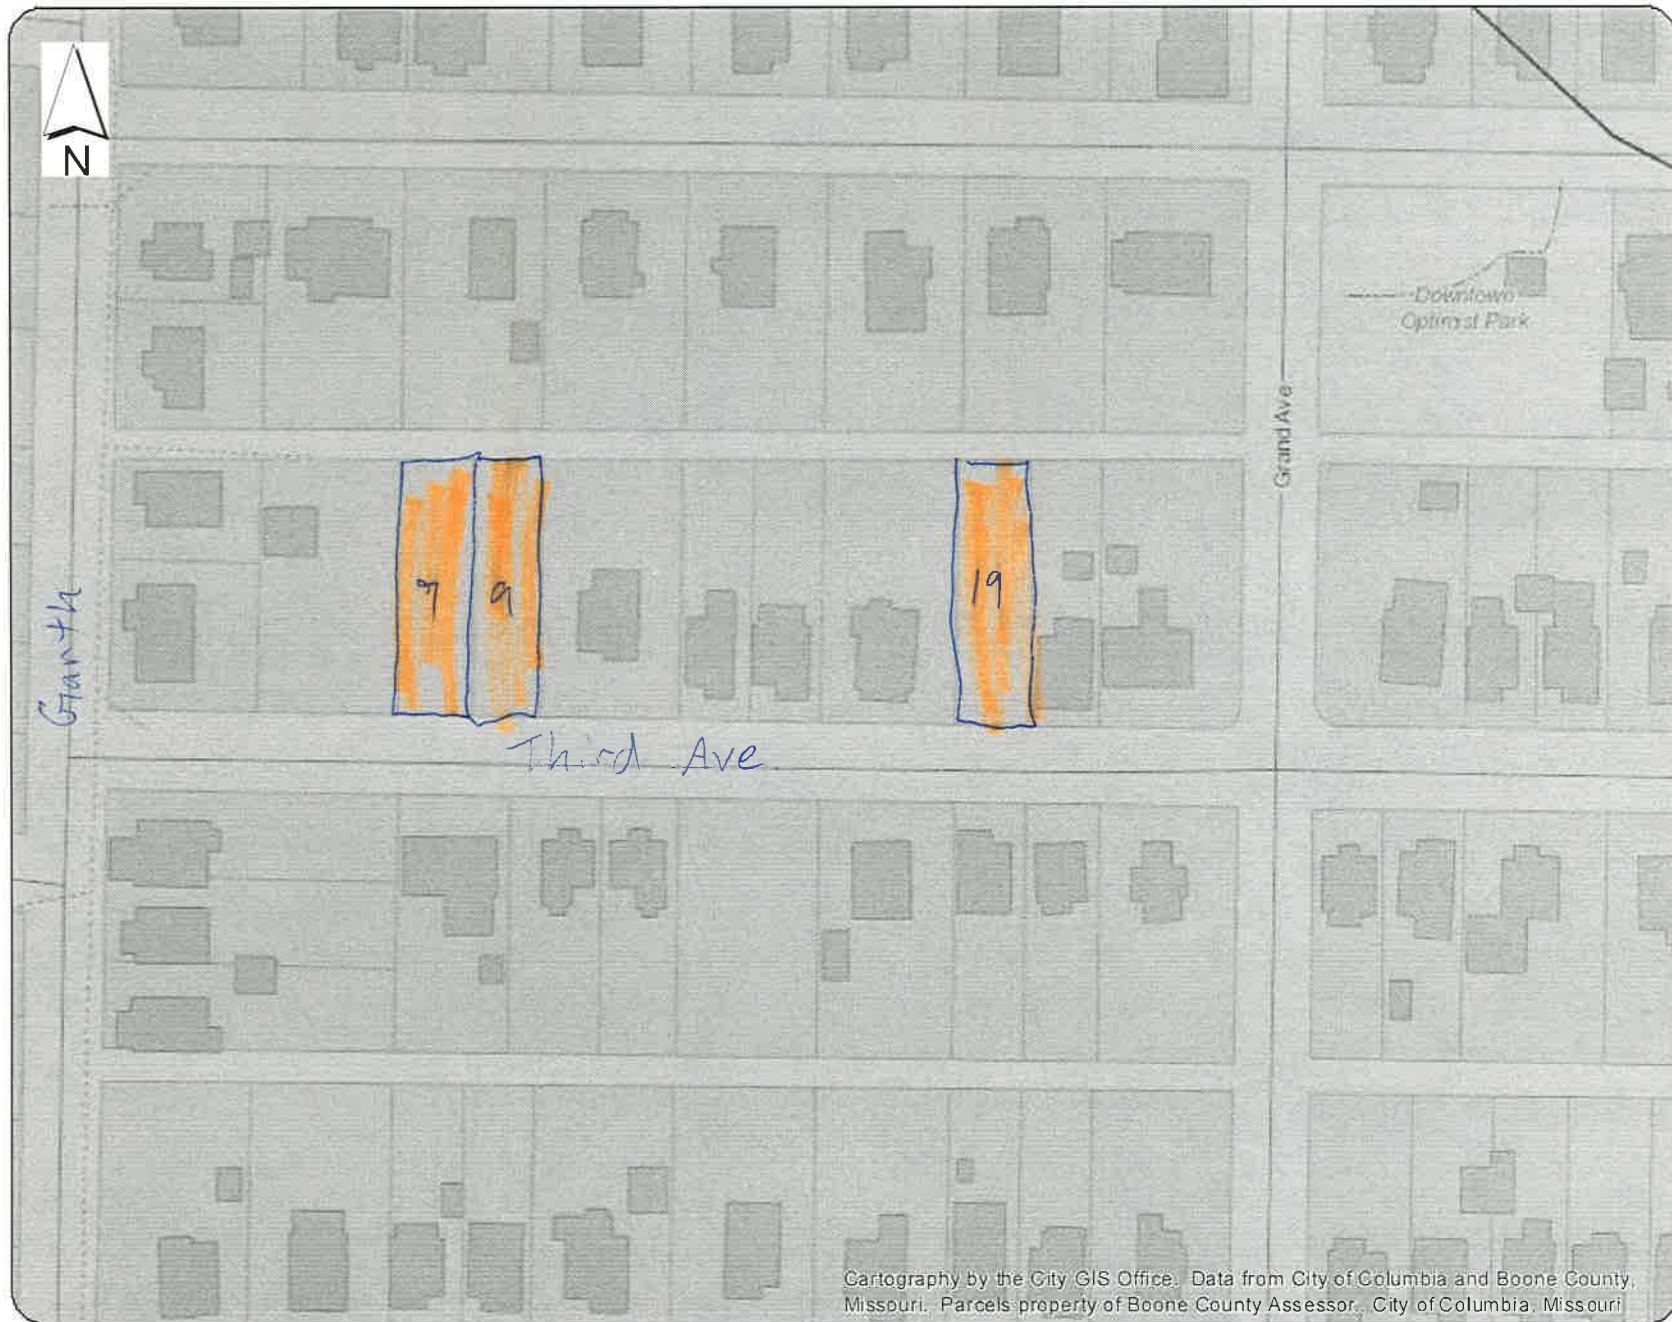 N
Downtown
Optimist Park
Grand Ave
7 9
19
Garth
Third Ave.
Cartography by the City GIS Office. Data from City of Columbia and Boone County,
Missouri. Parcels property of Boone County Assessor. City of Columbia, Missouri